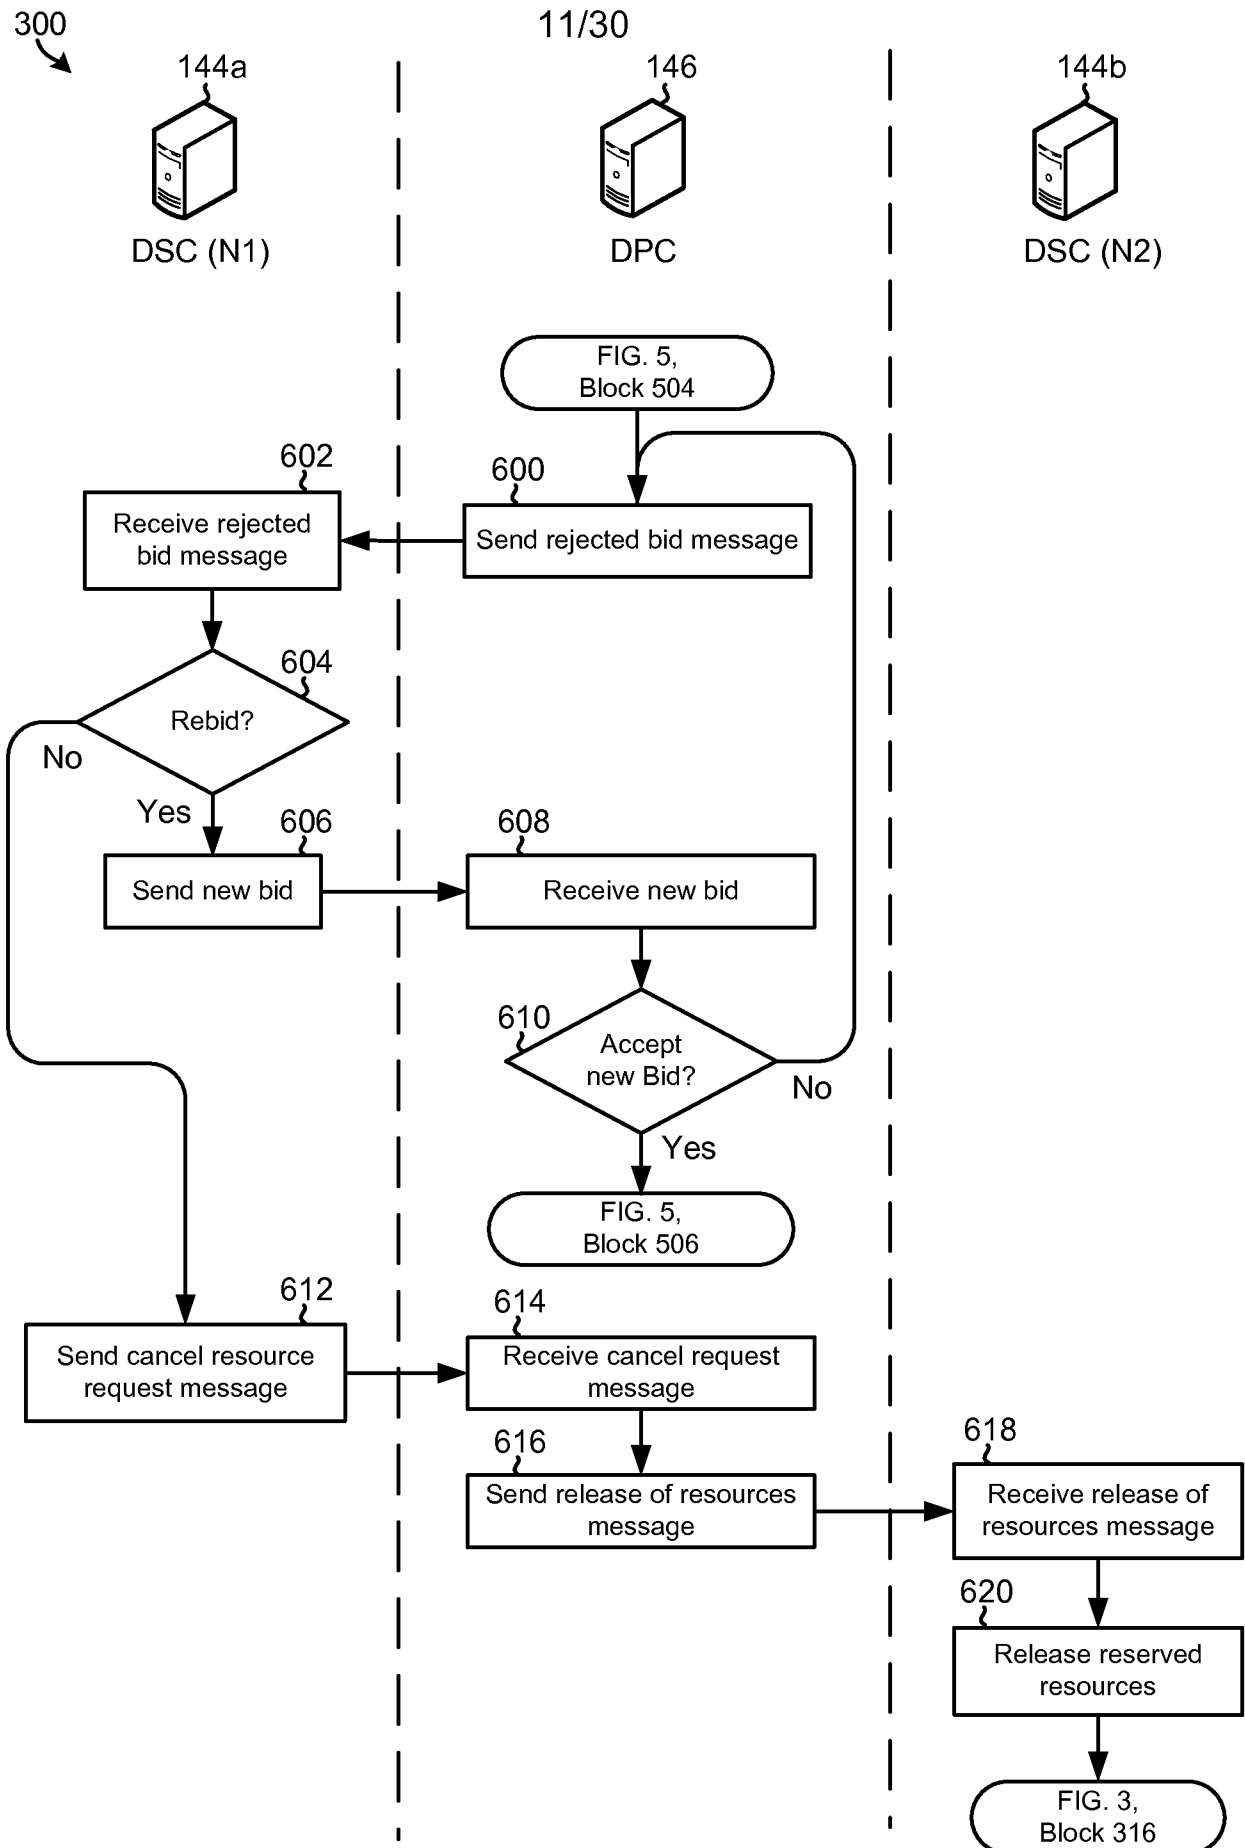 300
11/30
144a
146
144b
DSC (N1)
DPC
DSC (N2)
FIG. 5,
Block 504
602
600
Receive rejected
bid message
Send rejected bid message
604
Rebid?
No
Yes
606
608
Send new bid
Receive new bid
610
Accept
new Bid?
No
Yes
FIG. 5,
Block 506
612
614
Send cancel resource
request message
Receive cancel request
message
616
618
Send release of resources
message
Receive release of
resources message
620
Release reserved
resources
FIG. 3,
Block 316